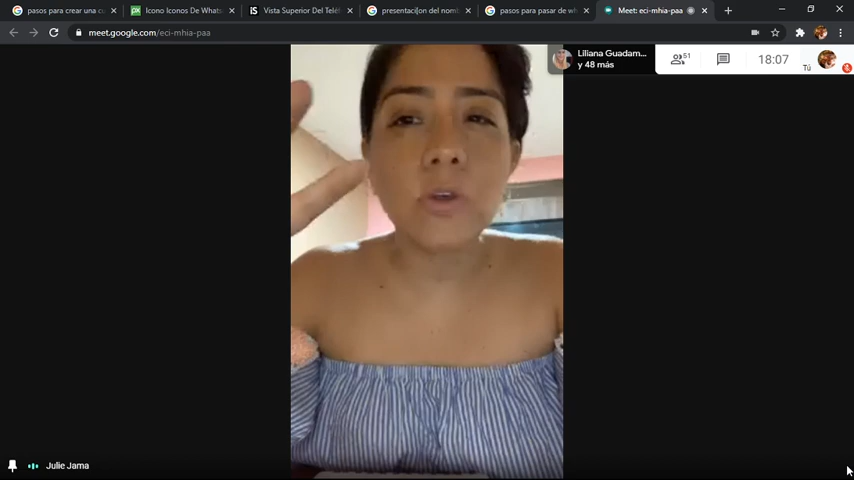 pasos para crear una cu
Icono Iconos De Whats
Vista Superior Del Telé
presentaci[on del nomb
pasos para pasar de wh
Meet: eci-mhia-paa
meet.google.com/eci-mhia-paa
Liliana Guadam...
y 48 más
51
18:07
Tú
Julie Jama